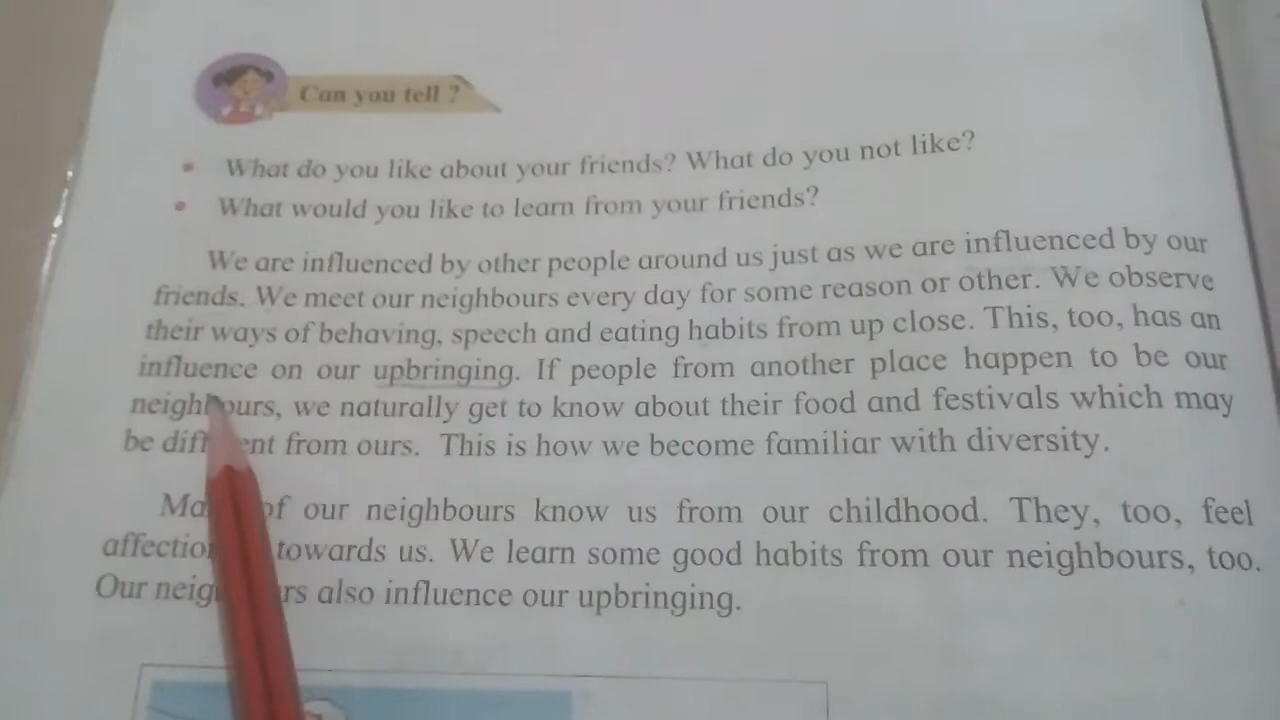 Can you tell ?
• What do you like about your friends? What do you not like?
• What would you like to learn from your friends?
We are influenced by other people around us just as we are influenced by our
friends. We meet our neighbours every day for some reason or other. We observe
their ways of behaving, speech and eating habits from up close. This, too, has an
influence on our upbringing. If people from another place happen to be our
neighbours, we naturally get to know about their food and festivals which may
be different from ours. This is how we become familiar with diversity.
Many of our neighbours know us from our childhood. They, too, feel
affection towards us. We learn some good habits from our neighbours, too.
Our neighbours also influence our upbringing.